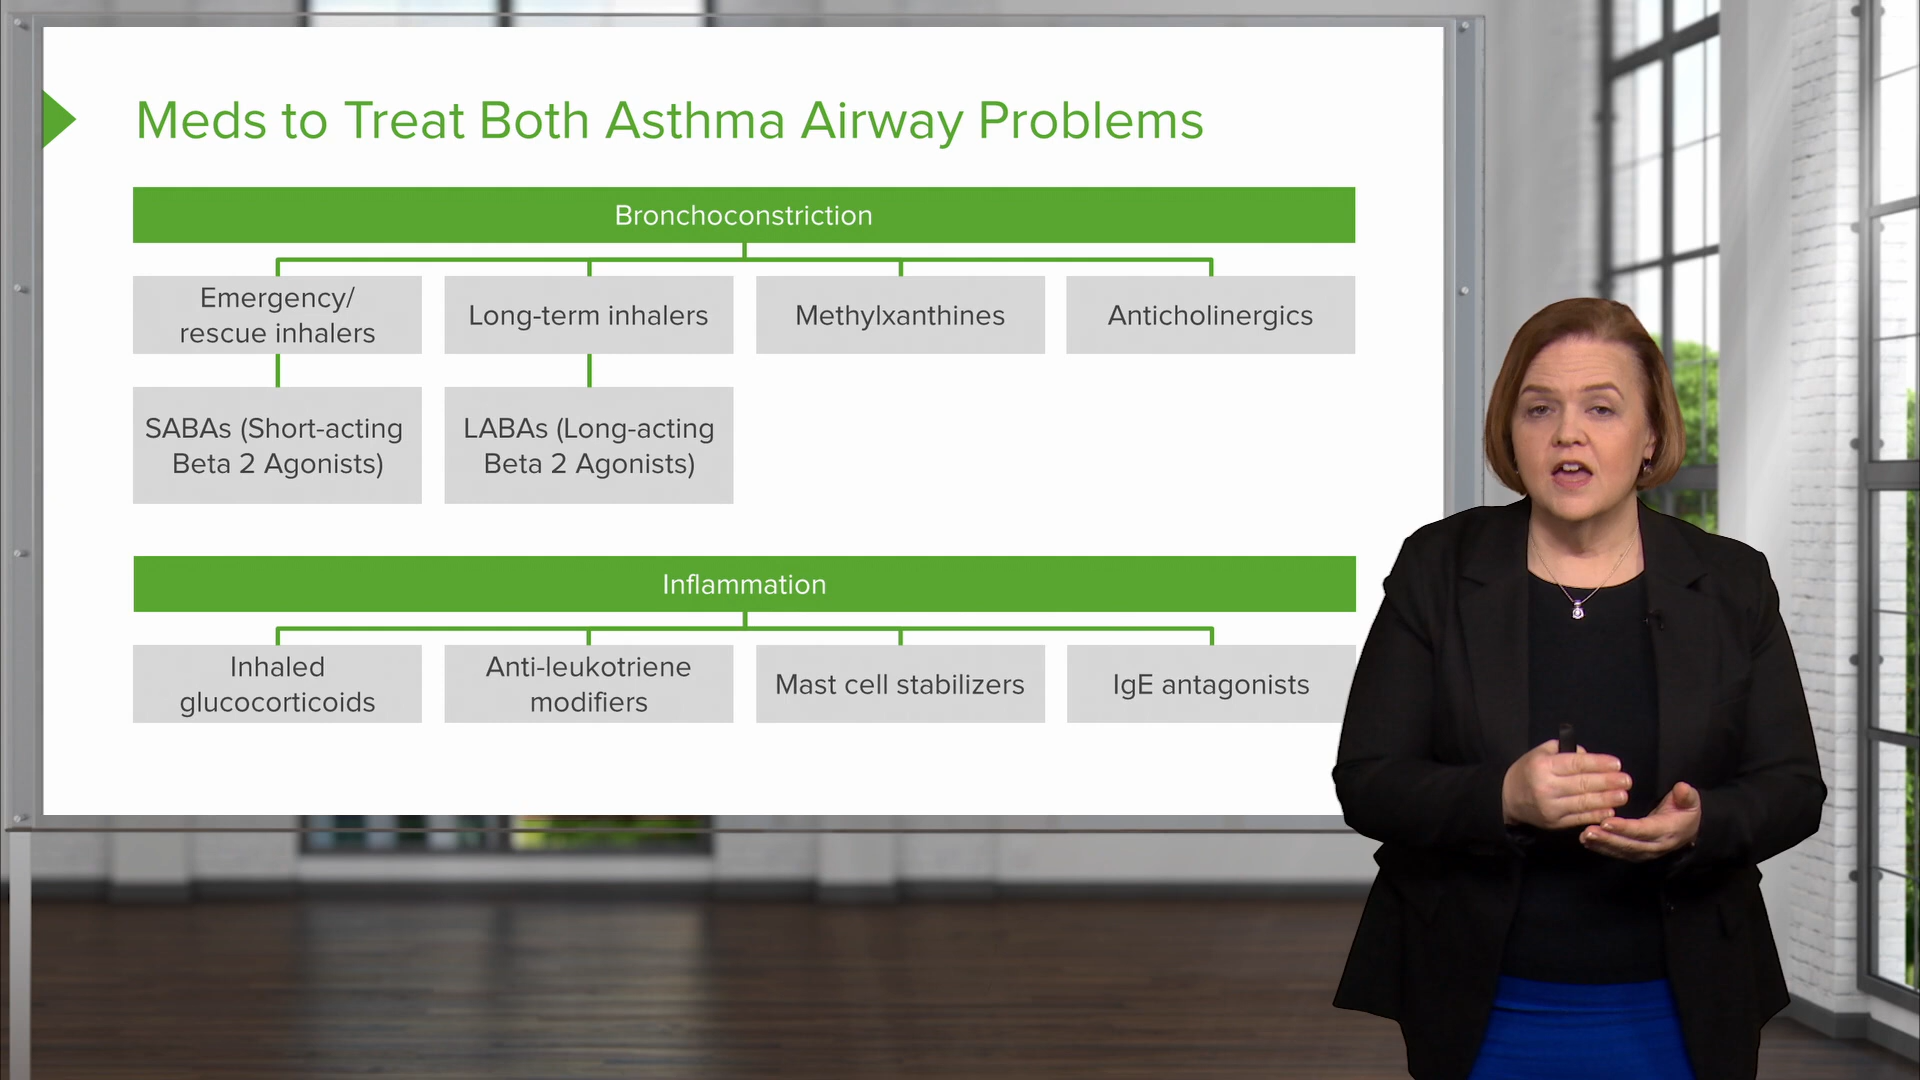 Meds to Treat Both Asthma Airway Problems
Bronchoconstriction
Emergency/
rescue inhalers
Long-term inhalers
Methylxanthines
Anticholinergics
SABAs (Short-acting
Beta 2 Agonists)
LABAs (Long-acting
Beta 2 Agonists)
Inflammation
Inhaled
glucocorticoids
Anti-leukotriene
modifiers
Mast cell stabilizers
IgE antagonists